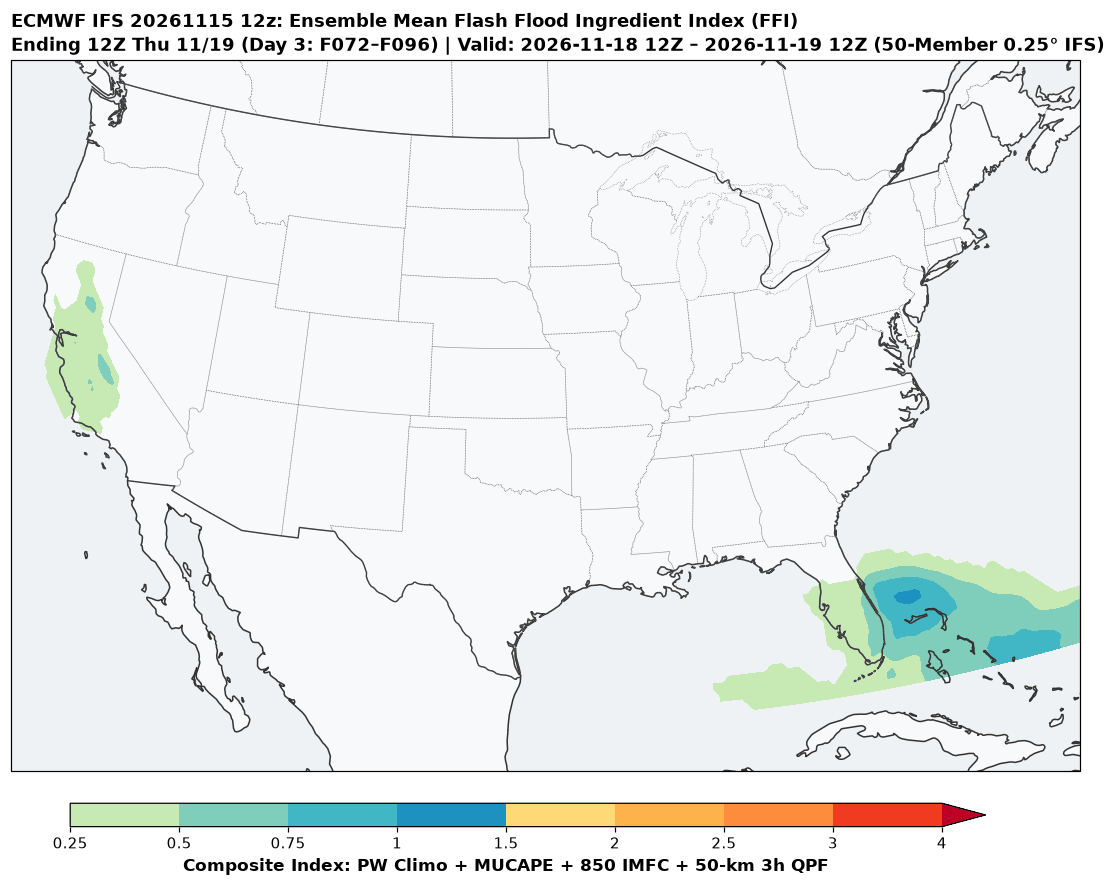 ECMWF IFS 20261115 12z: Ensemble Mean Flash Flood Ingredient Index (FFI)
Ending 12Z Thu 11/19 (Day 3: F072–F096) | Valid: 2026-11-18 12Z – 2026-11-19 12Z (50-Member 0.25° IFS)
0.25 0.5 0.75 1 1.5 2 2.5 3 4
Composite Index: PW Climo + MUCAPE + 850 IMFC + 50-km 3h QPF